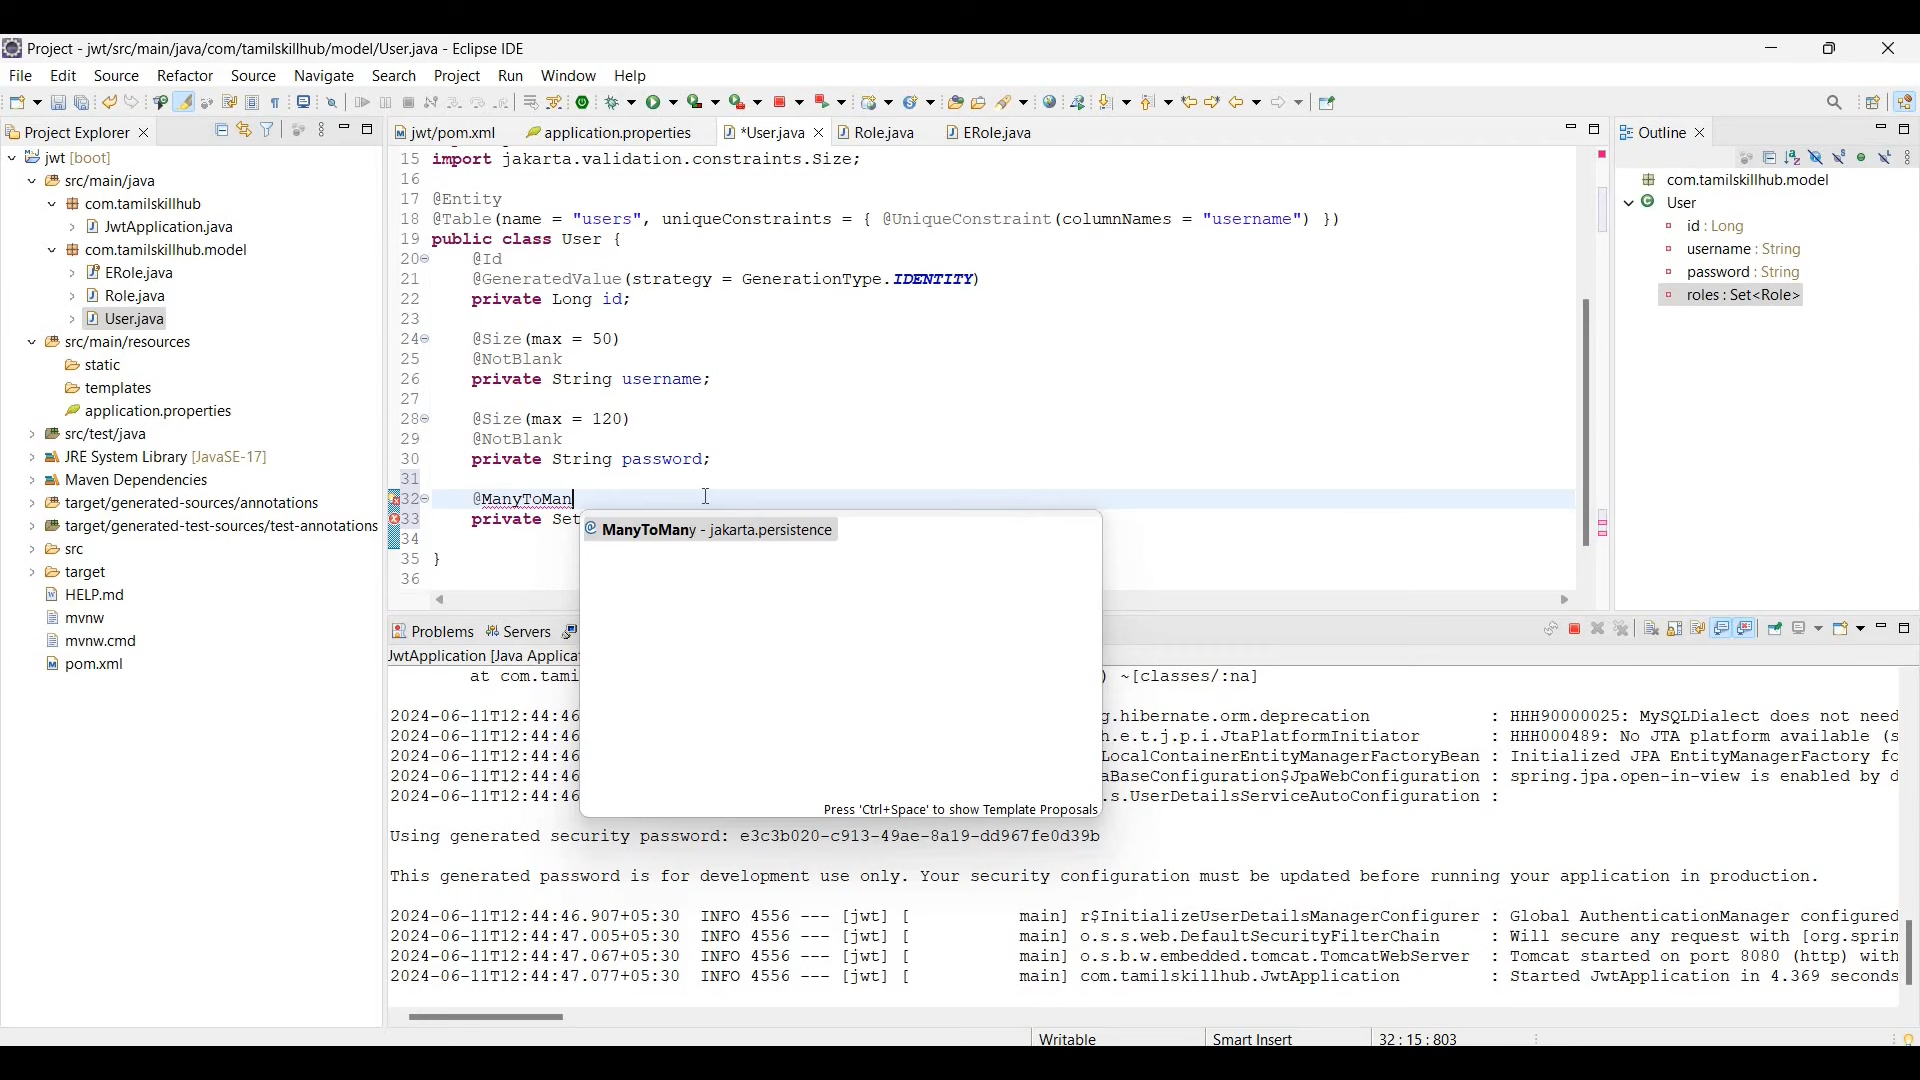 Project - jwt/src/main/java/com/tamilskillhub/model/User.java - Eclipse IDE
File Edit Source Refactor Source Navigate Search Project Run Window Help
Project Explorer
jwt [boot]
src/main/java
com.tamilskillhub
JwtApplication.java
com.tamilskillhub.model
ERole.java
Role.java
User.java
src/main/resources
static
templates
application.properties
src/test/java
JRE System Library [JavaSE-17]
Maven Dependencies
target/generated-sources/annotations
target/generated-test-sources/test-annotations
src
target
HELP.md
mvnw
mvnw.cmd
pom.xml
jwt/pom.xml application.properties *User.java Role.java ERole.java
15 import jakarta.validation.constraints.Size;
16
17 @Entity
18 @Table(name = "users", uniqueConstraints = { @UniqueConstraint(columnNames = "username") })
19 public class User {
20 @Id
21 @GeneratedValue(strategy = GenerationType.IDENTITY)
22 private Long id;
23
24 @Size(max = 50)
25 @NotBlank
26 private String username;
27
28 @Size(max = 120)
29 @NotBlank
30 private String password;
31
32 @ManyToMan
33 private Set
34
35 }
36
ManyToMany - jakarta.persistence
Press 'Ctrl+Space' to show Template Proposals
Outline
com.tamilskillhub.model
User
id : Long
username : String
password : String
roles : Set<Role>
Problems Servers
JwtApplication [Java Applica
at com.tami ) ~[classes/:na]
2024-06-11T12:44:46 g.hibernate.orm.deprecation : HHH90000025: MySQLDialect does not need
2024-06-11T12:44:46 h.e.t.j.p.i.JtaPlatformInitiator : HHH000489: No JTA platform available (s
2024-06-11T12:44:46 LocalContainerEntityManagerFactoryBean : Initialized JPA EntityManagerFactory fo
2024-06-11T12:44:46 aBaseConfiguration$JpaWebConfiguration : spring.jpa.open-in-view is enabled by d
2024-06-11T12:44:46 .s.UserDetailsServiceAutoConfiguration :
Using generated security password: e3c3b020-c913-49ae-8a19-dd967fe0d39b
This generated password is for development use only. Your security configuration must be updated before running your application in production.
2024-06-11T12:44:46.907+05:30 INFO 4556 --- [jwt] [ main] r$InitializeUserDetailsManagerConfigurer : Global AuthenticationManager configured
2024-06-11T12:44:47.005+05:30 INFO 4556 --- [jwt] [ main] o.s.s.web.DefaultSecurityFilterChain : Will secure any request with [org.sprin
2024-06-11T12:44:47.067+05:30 INFO 4556 --- [jwt] [ main] o.s.b.w.embedded.tomcat.TomcatWebServer : Tomcat started on port 8080 (http) with
2024-06-11T12:44:47.077+05:30 INFO 4556 --- [jwt] [ main] com.tamilskillhub.JwtApplication : Started JwtApplication in 4.369 seconds
Writable Smart Insert 32 : 15 : 803